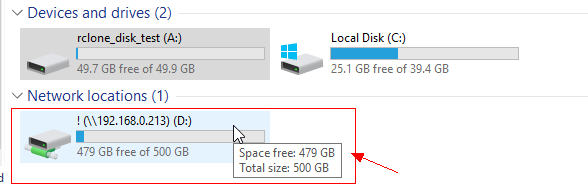 Devices and drives (2)
rclone_disk_test (A:)
49.7 GB free of 49.9 GB
Local Disk (C:)
25.1 GB free of 39.4 GB
Network locations (1)
! (\\192.168.0.213) (D:)
479 GB free of 500 GB
Space free: 479 GB
Total size: 500 GB